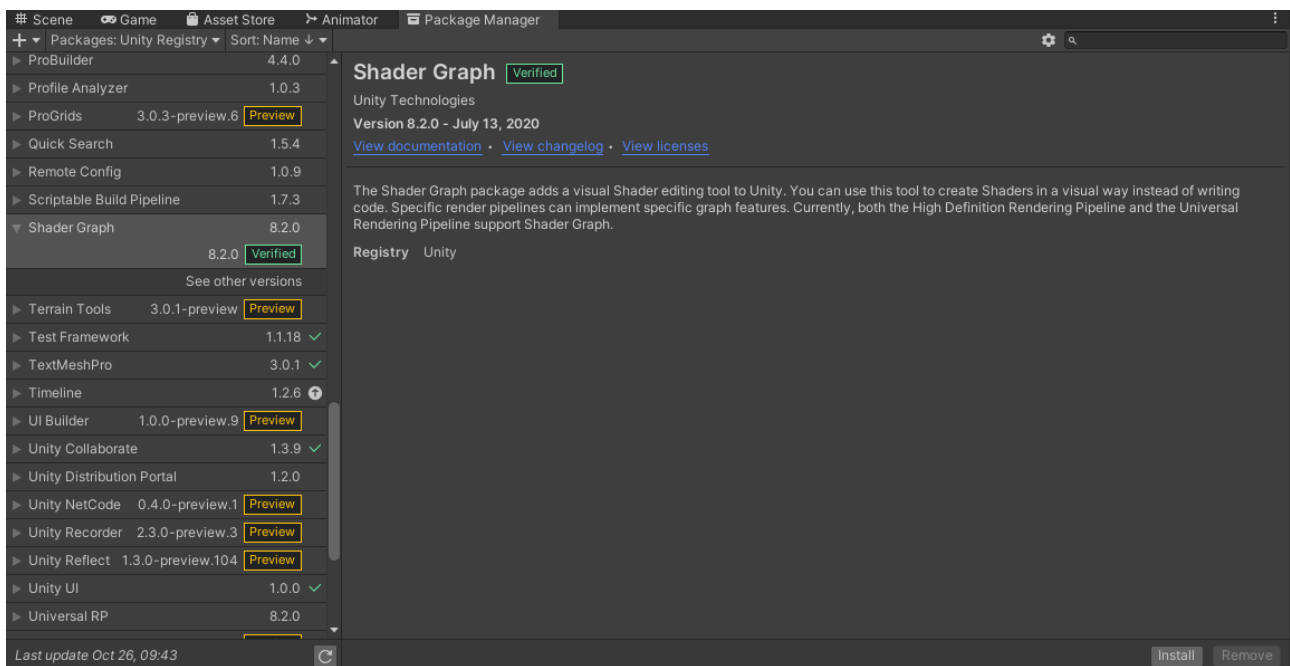 Scene Game Asset Store Animator Package Manager
Packages: Unity Registry Sort: Name ↓
ProBuilder 4.4.0
Profile Analyzer 1.0.3
ProGrids 3.0.3-preview.6 Preview
Quick Search 1.5.4
Remote Config 1.0.9
Scriptable Build Pipeline 1.7.3
Shader Graph 8.2.0
8.2.0 Verified
See other versions
Terrain Tools 3.0.1-preview Preview
Test Framework 1.1.18
TextMeshPro 3.0.1
Timeline 1.2.6
UI Builder 1.0.0-preview.9 Preview
Unity Collaborate 1.3.9
Unity Distribution Portal 1.2.0
Unity NetCode 0.4.0-preview.1 Preview
Unity Recorder 2.3.0-preview.3 Preview
Unity Reflect 1.3.0-preview.104 Preview
Unity UI 1.0.0
Universal RP 8.2.0
Last update Oct 26, 09:43
Shader Graph Verified
Unity Technologies
Version 8.2.0 - July 13, 2020
View documentation • View changelog • View licenses
The Shader Graph package adds a visual Shader editing tool to Unity. You can use this tool to create Shaders in a visual way instead of writing
code. Specific render pipelines can implement specific graph features. Currently, both the High Definition Rendering Pipeline and the Universal
Rendering Pipeline support Shader Graph.
Registry Unity
Install Remove